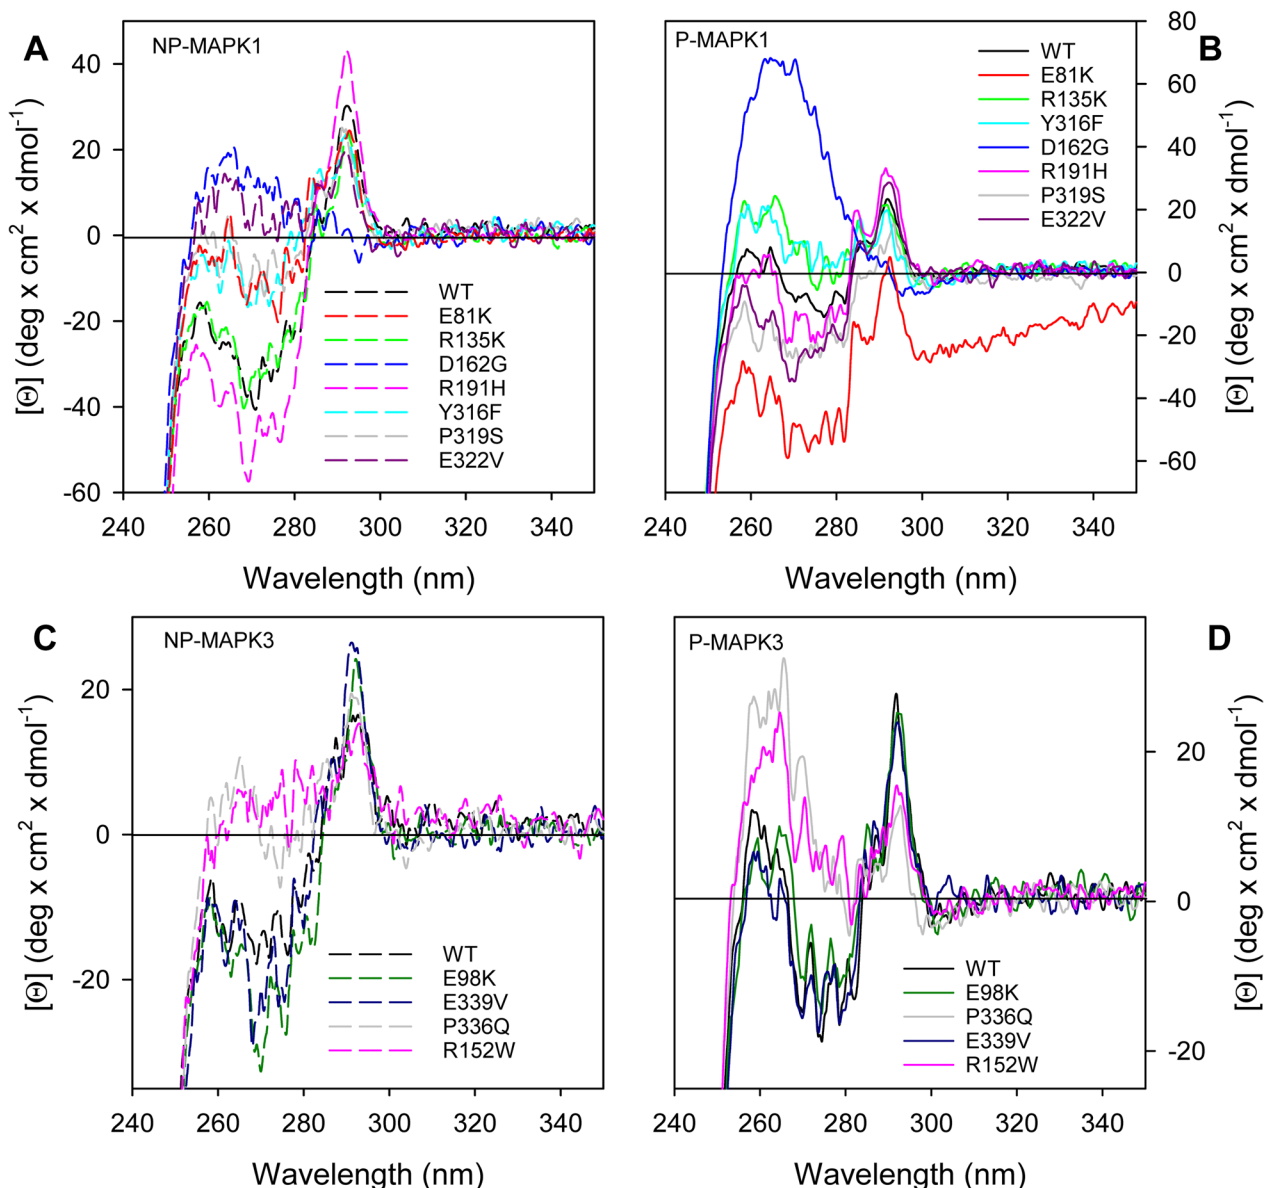 A
NP-MAPK1
40
20
0
-20
-40
-60
240
260
280
300
320
340
Wavelength (nm)
[Θ] (deg x cm2 x dmol-1)
WT
E81K
R135K
D162G
R191H
Y316F
P319S
E322V
P-MAPK1
B
WT
E81K
R135K
Y316F
D162G
R191H
P319S
E322V
80
60
40
20
0
-20
-40
-60
240
260
280
300
320
340
Wavelength (nm)
[Θ] (deg x cm2 x dmol-1)
C
NP-MAPK3
20
0
-20
WT
E98K
E339V
P336Q
R152W
240
260
280
300
320
340
Wavelength (nm)
[Θ] (deg x cm2 x dmol-1)
P-MAPK3
D
20
0
-20
WT
E98K
P336Q
E339V
R152W
240
260
280
300
320
340
Wavelength (nm)
[Θ] (deg x cm2 x dmol-1)